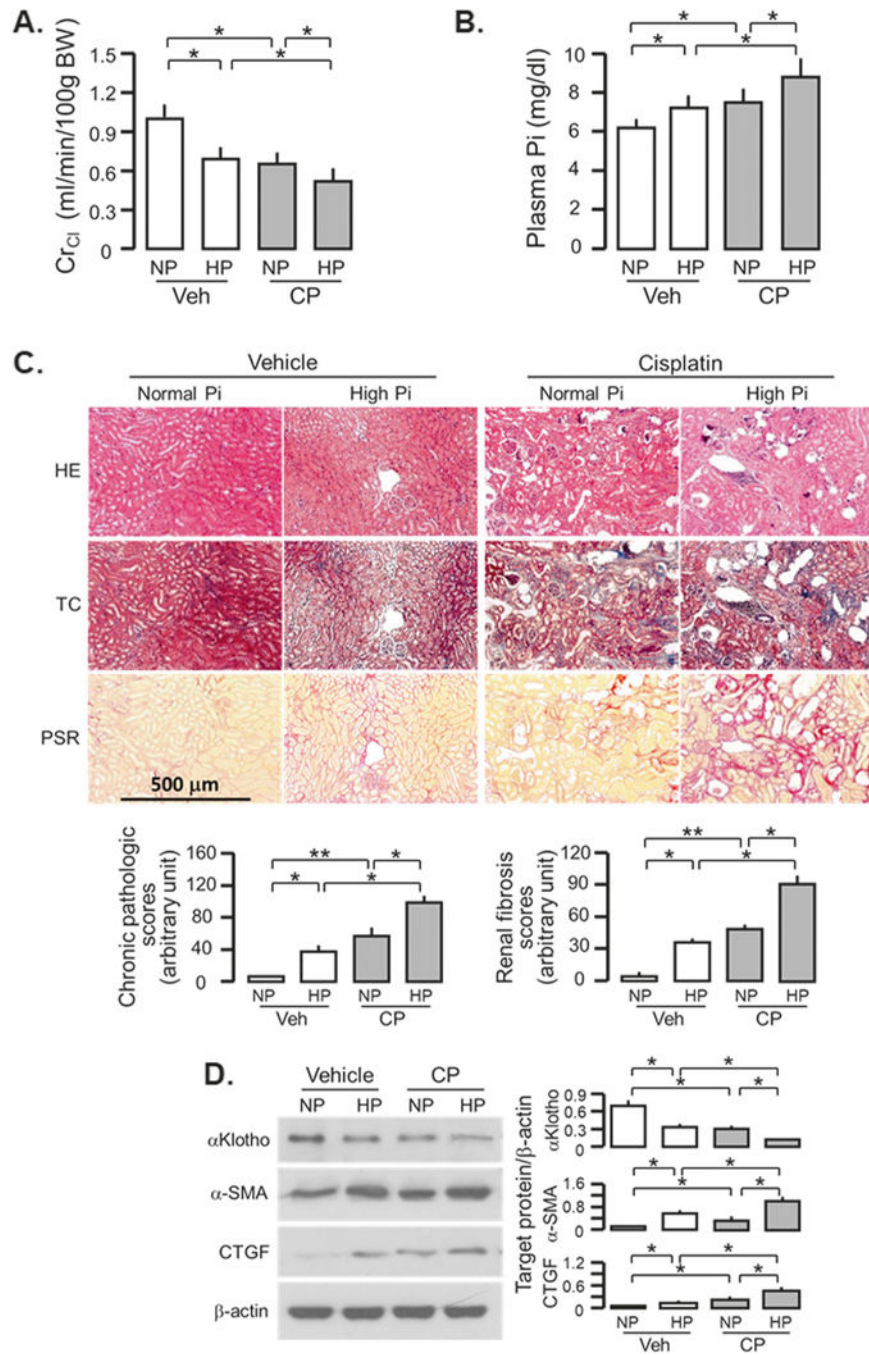 A.
* *
* *
Cr_Cl (ml/min/100g BW)
1.5
1.2
0.9
0.6
0.3
0
NP HP NP HP
Veh CP
B.
* *
* *
Plasma Pi (mg/dl)
10
8
6
4
2
0
NP HP NP HP
Veh CP
C.
Vehicle Cisplatin
Normal Pi High Pi Normal Pi High Pi
HE
TC
PSR
500 µm
Chronic pathologic
scores
(arbitrary unit)
160
120
80
40
0
** *
* *
NP HP NP HP
Veh CP
Renal fibrosis
scores
(arbitrary unit)
120
90
60
30
0
** *
* *
NP HP NP HP
Veh CP
D.
Vehicle CP
NP HP NP HP
αKlotho
α-SMA
CTGF
β-actin
Target protein/β-actin
αKlotho
0.9
0.6
0.3
0
* *
* *
α-SMA
1.6
0.8
0
* *
* *
CTGF
1.2
0.6
0
* *
* *
NP HP NP HP
Veh CP